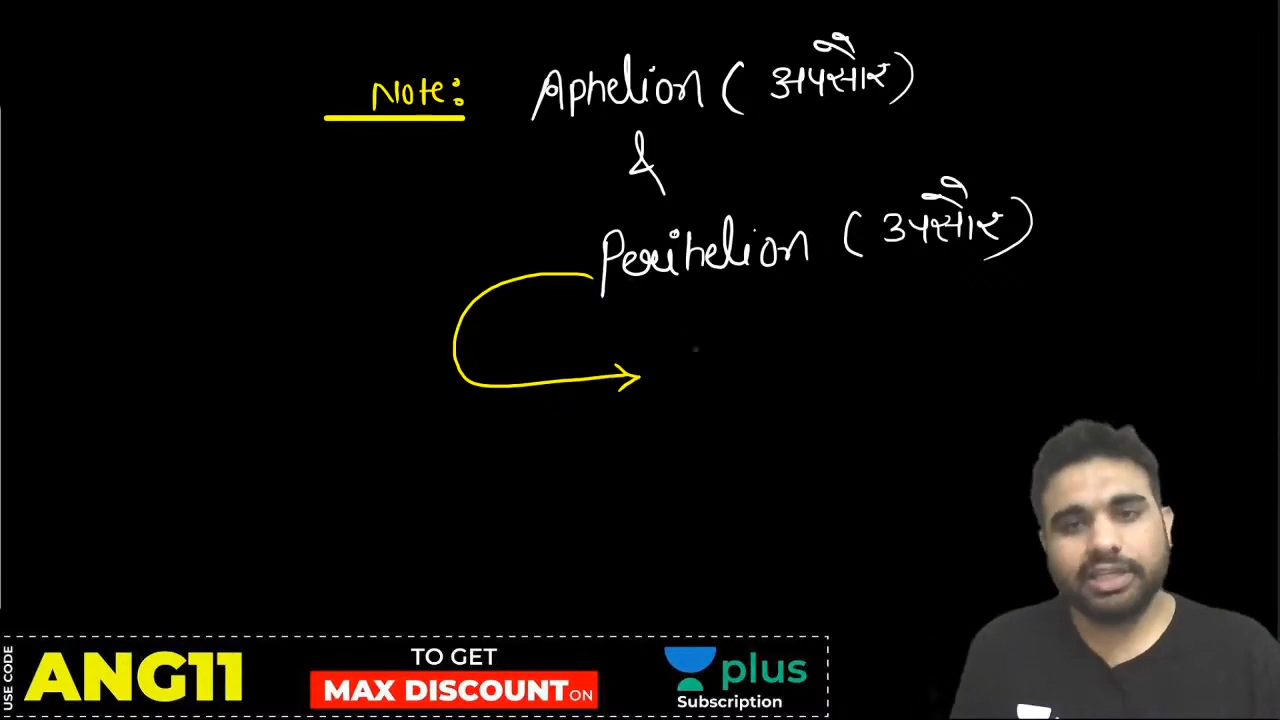 Note: Aphelion ( अपसौर )
&
Perihelion ( उपसौर )
USE CODE
ANG11
TO GET
MAX DISCOUNT ON
plus
Subscription